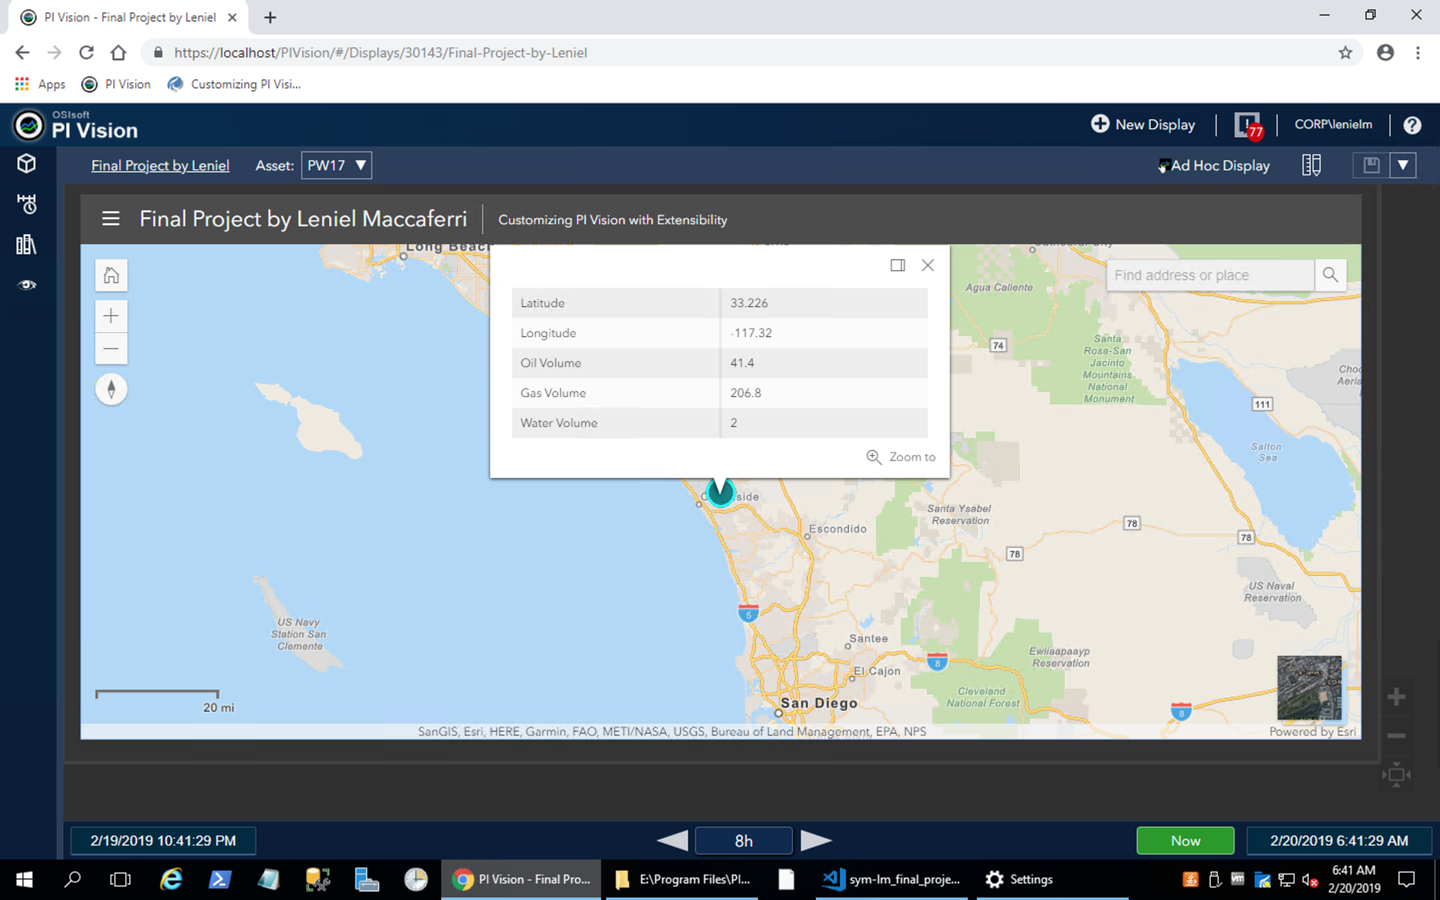 PI Vision - Final Project by Leniel
https://localhost/PIVision/#/Displays/30143/Final-Project-by-Leniel
Apps
PI Vision
Customizing PI Visi...
OSIsoft
PI Vision
New Display
77
CORP\lenielm
Final Project by Leniel
Asset:
PW17
Ad Hoc Display
Final Project by Leniel Maccaferri
Customizing PI Vision with Extensibility
Long Beac
Find address or place
Latitude 33.226
Longitude -117.32
Oil Volume 41.4
Gas Volume 206.8
Water Volume 2
Zoom to
Agua Caliente
74
Santa
Rosa-San
Jacinto
Mountains
National
Monument
111
Salton
Sea
Escondido
Santa Ysabel
Reservation
78
78
78
US Naval
Reservation
5
US Navy
Station San
Clemente
Santee
El Cajon
8
Ewliaapaayp
Reservation
Cleveland
National Forest
8
San Diego
20 mi
SanGIS, Esri, HERE, Garmin, FAO, METI/NASA, USGS, Bureau of Land Management, EPA, NPS
Powered by Esri
2/19/2019 10:41:29 PM
8h
Now
2/20/2019 6:41:29 AM
PI Vision - Final Pro...
E:\Program Files\PI...
sym-lm_final_proje...
Settings
6:41 AM
2/20/2019